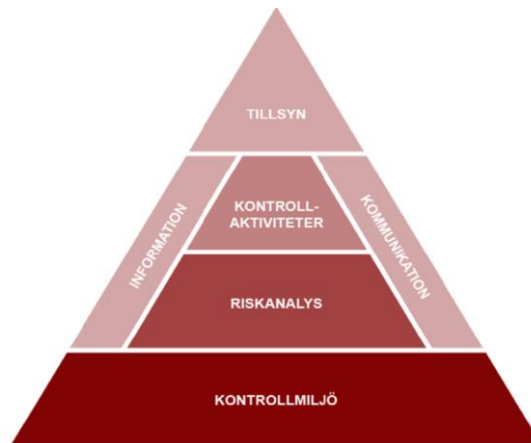 TILLSYN
INFORMATION
KONTROLL-
AKTIVITETER
KOMMUNIKATION
RISKANALYS
KONTROLLMILJÖ